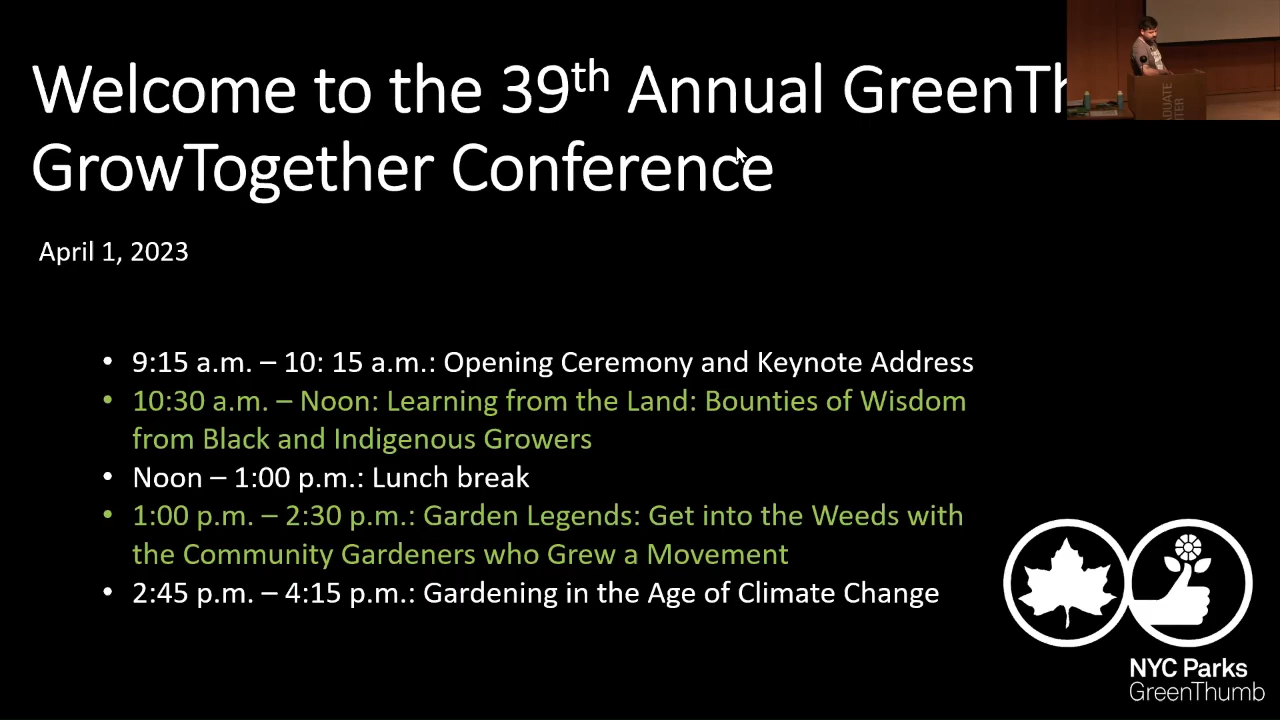 Welcome to the 39th Annual GreenTh
GrowTogether Conference
April 1, 2023
• 9:15 a.m. – 10: 15 a.m.: Opening Ceremony and Keynote Address
• 10:30 a.m. – Noon: Learning from the Land: Bounties of Wisdom
from Black and Indigenous Growers
• Noon – 1:00 p.m.: Lunch break
• 1:00 p.m. – 2:30 p.m.: Garden Legends: Get into the Weeds with
the Community Gardeners who Grew a Movement
• 2:45 p.m. – 4:15 p.m.: Gardening in the Age of Climate Change
NYC Parks
GreenThumb